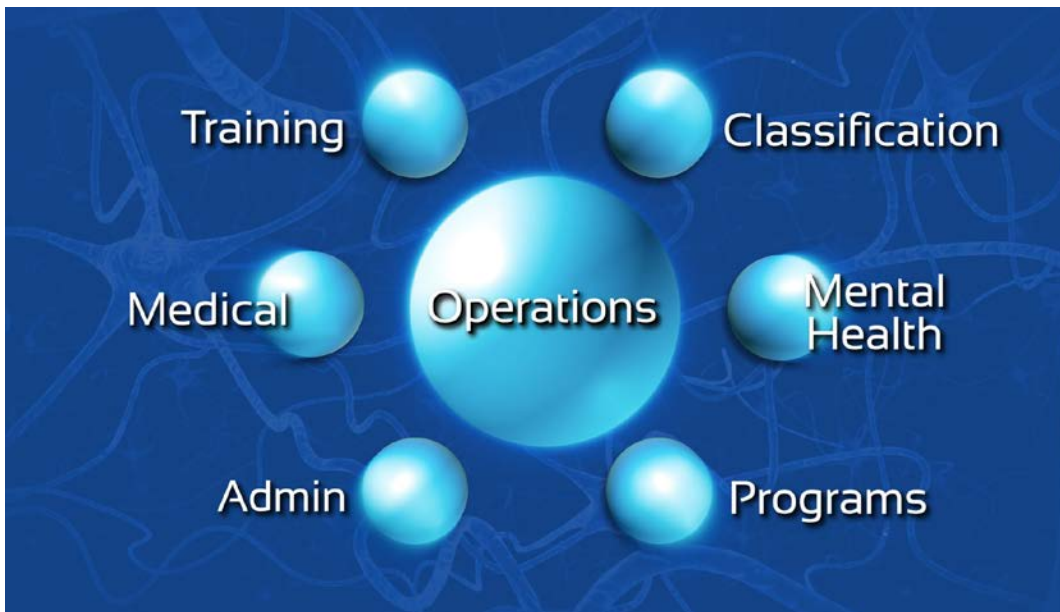 Training
Classification
Medical
Operations
Mental
Health
Admin
Programs